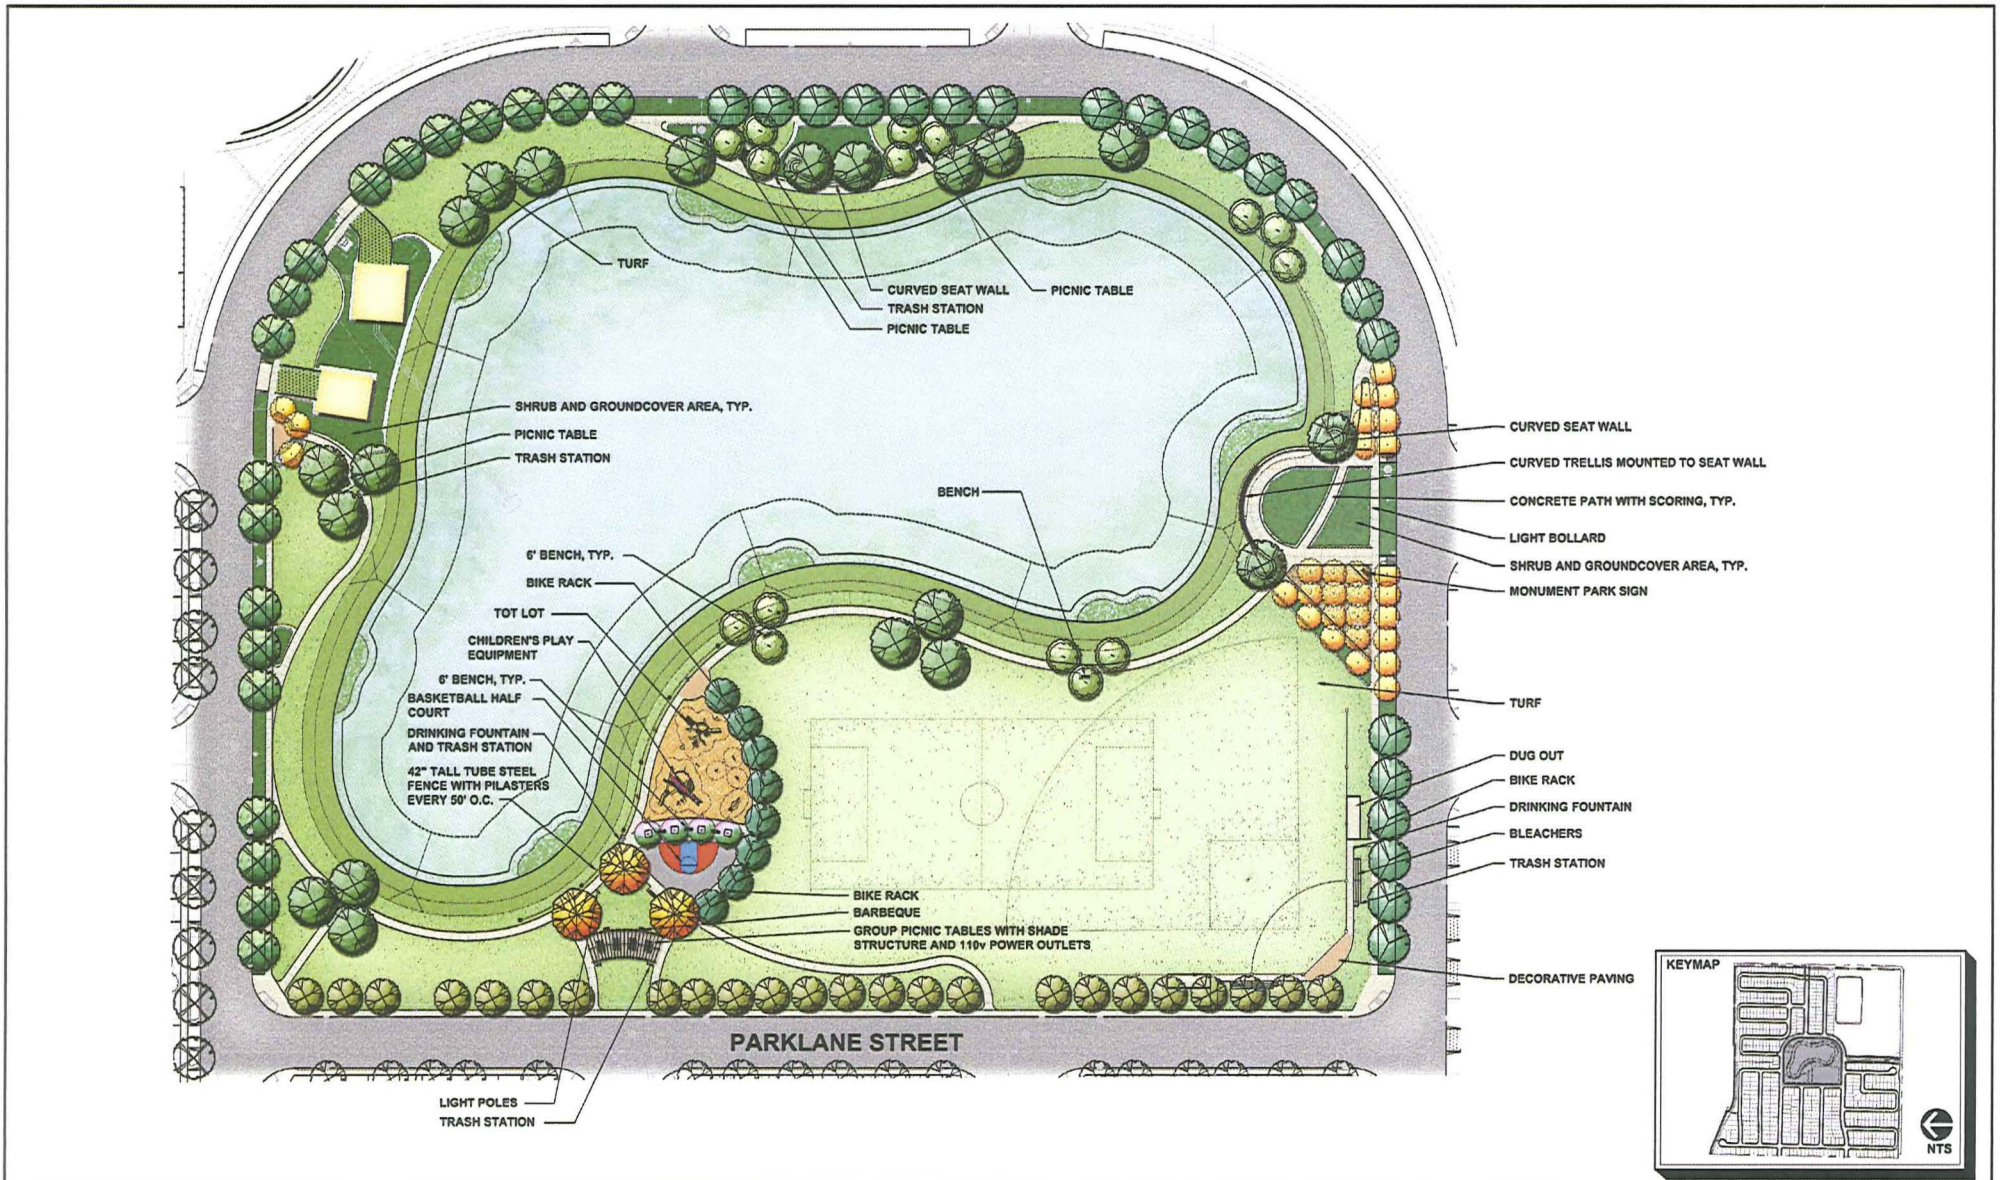 TURF
CURVED SEAT WALL
TRASH STATION
PICNIC TABLE
PICNIC TABLE
SHRUB AND GROUNDCOVER AREA, TYP.
PICNIC TABLE
TRASH STATION
BENCH
6' BENCH, TYP.
BIKE RACK
TOT LOT
CHILDREN'S PLAY
EQUIPMENT
6' BENCH, TYP.
BASKETBALL HALF
COURT
DRINKING FOUNTAIN
AND TRASH STATION
42" TALL TUBE STEEL
FENCE WITH PILASTERS
EVERY 50' O.C.
CURVED SEAT WALL
CURVED TRELLIS MOUNTED TO SEAT WALL
CONCRETE PATH WITH SCORING, TYP.
LIGHT BOLLARD
SHRUB AND GROUNDCOVER AREA, TYP.
MONUMENT PARK SIGN
TURF
DUG OUT
BIKE RACK
DRINKING FOUNTAIN
BLEACHERS
TRASH STATION
BIKE RACK
BARBEQUE
GROUP PICNIC TABLES WITH SHADE
STRUCTURE AND 110v POWER OUTLETS
DECORATIVE PAVING
PARKLANE STREET
LIGHT POLES
TRASH STATION
KEYMAP
NTS